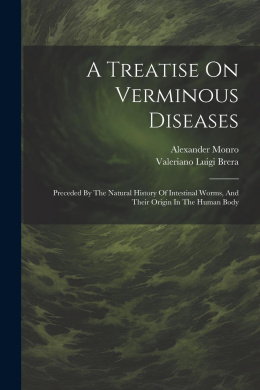 A Treatise On
Verminous
Diseases
Alexander Monro
Valeriano Luigi Brera
Preceded By The Natural History Of Intestinal Worms, And
Their Origin In The Human Body